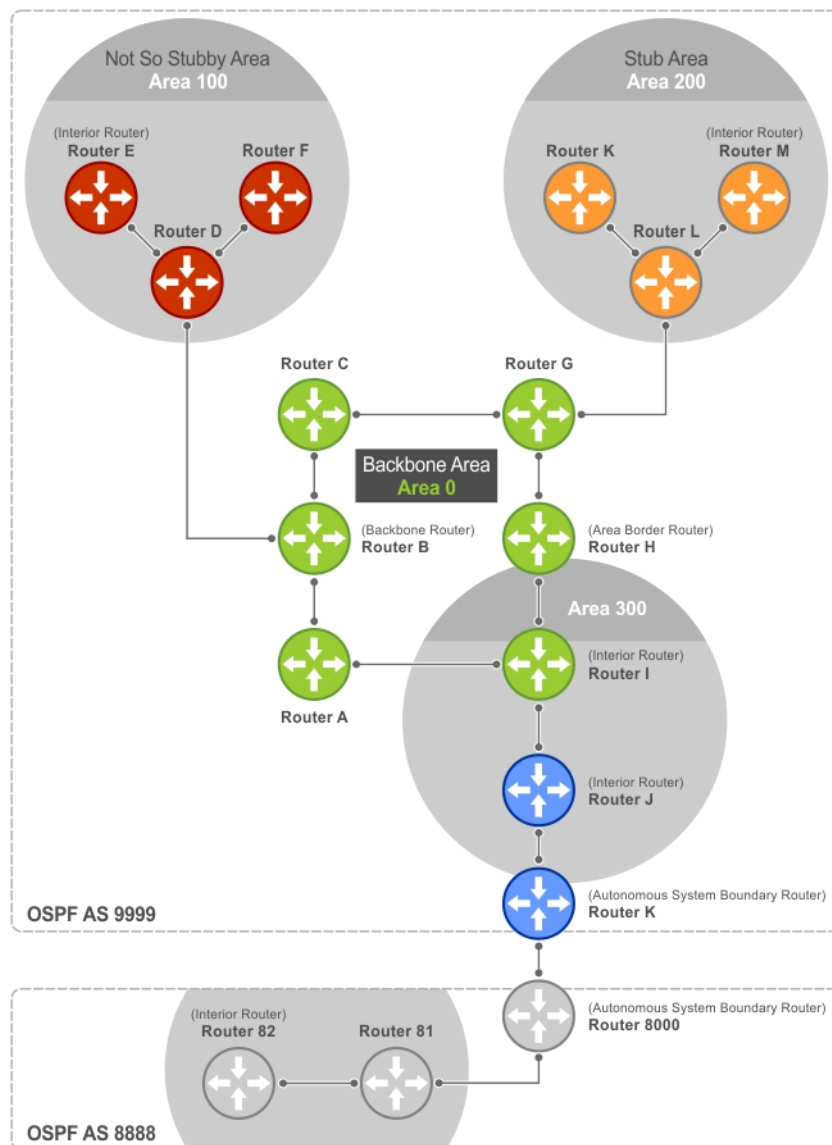 Not So Stubby Area
Area 100
Stub Area
Area 200
(Interior Router)
Router E
Router F
Router D
Router K
(Interior Router)
Router M
Router L
Router C
Router G
Backbone Area
Area 0
(Backbone Router)
Router B
(Area Border Router)
Router H
Area 300
(Interior Router)
Router I
Router A
(Interior Router)
Router J
(Autonomous System Boundary Router)
Router K
OSPF AS 9999
(Autonomous System Boundary Router)
Router 8000
(Interior Router)
Router 82
Router 81
OSPF AS 8888